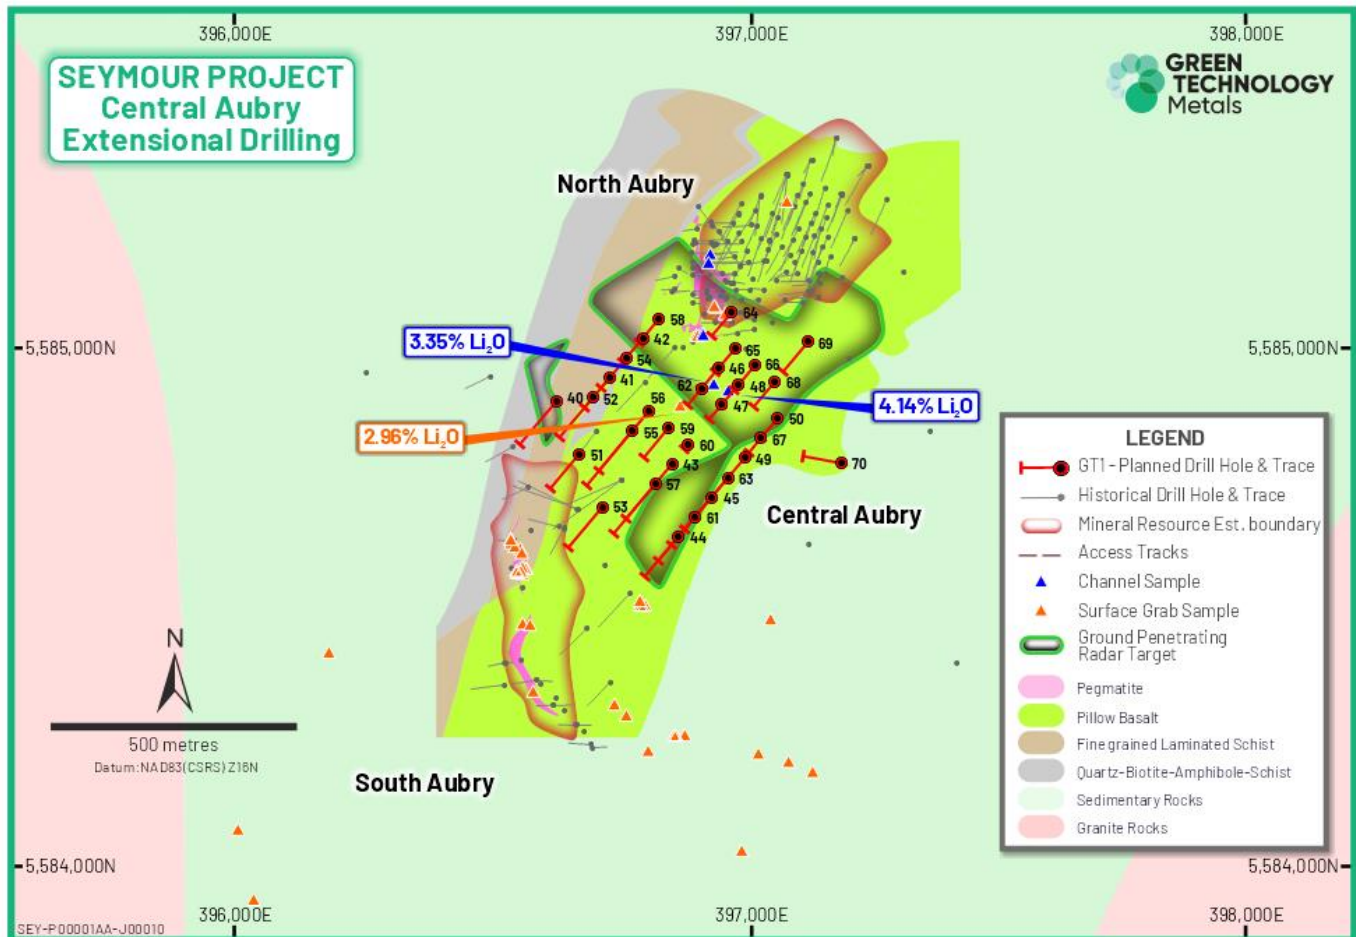 396,000E
397,000E
398,000E
SEYMOUR PROJECT
Central Aubry
Extensional Drilling
GREEN
TECHNOLOGY
Metals
North Aubry
58
64
42
69
5,585,000N
5,585,000N
3.35% Li₂O
54
65
46
66
41
62
48
68
40
52
47
4.14% Li₂O
56
50
2.96% Li₂O
55
59
67
60
51
43
49
70
57
63
53
45
Central Aubry
61
44
LEGEND
GT1 - Planned Drill Hole & Trace
Historical Drill Hole & Trace
Mineral Resource Est. boundary
Access Tracks
Channel Sample
Surface Grab Sample
Ground Penetrating
Radar Target
Pegmatite
Pillow Basalt
Fine grained Laminated Schist
Quartz-Biotite-Amphibole-Schist
Sedimentary Rocks
Granite Rocks
N
500 metres
Datum: NAD83(CSRS) Z16N
South Aubry
5,584,000N
5,584,000N
396,000E
397,000E
398,000E
SEY-P00001AA-J00010